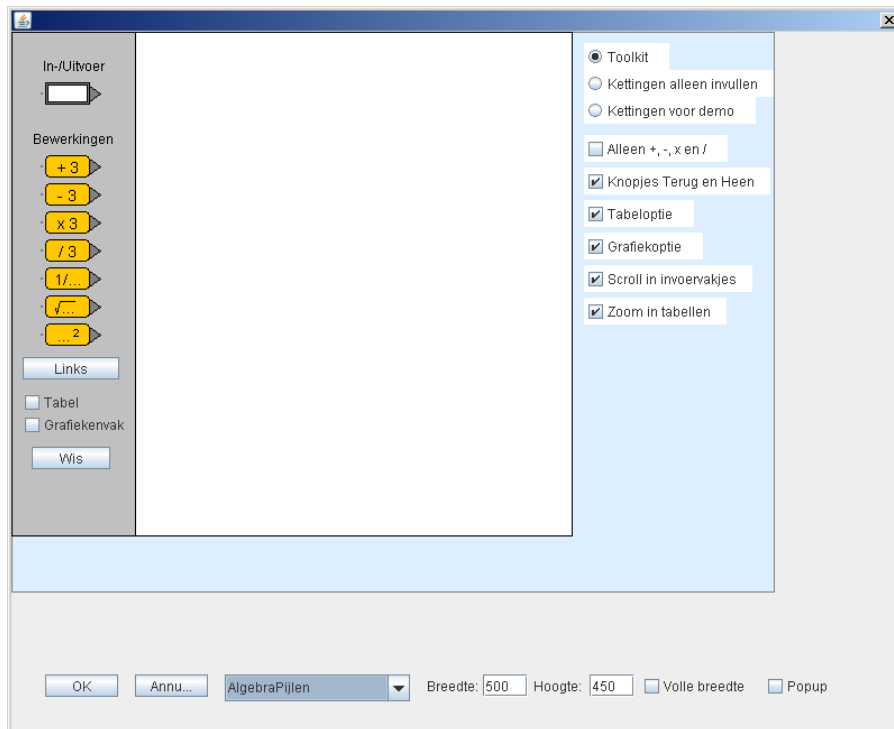 In-/Uitvoer
Bewerkingen
+ 3
- 3
x 3
/ 3
1/...
√...
...²
Links
Tabel
Grafiekenvak
Wis
Toolkit
Kettingen alleen invullen
Kettingen voor demo
Alleen +, -, x en /
Knopjes Terug en Heen
Tabeloptie
Grafiekoptie
Scroll in invoervakjes
Zoom in tabellen
OK Annu... AlgebraPijlen Breedte: 500 Hoogte: 450 Volle breedte Popup